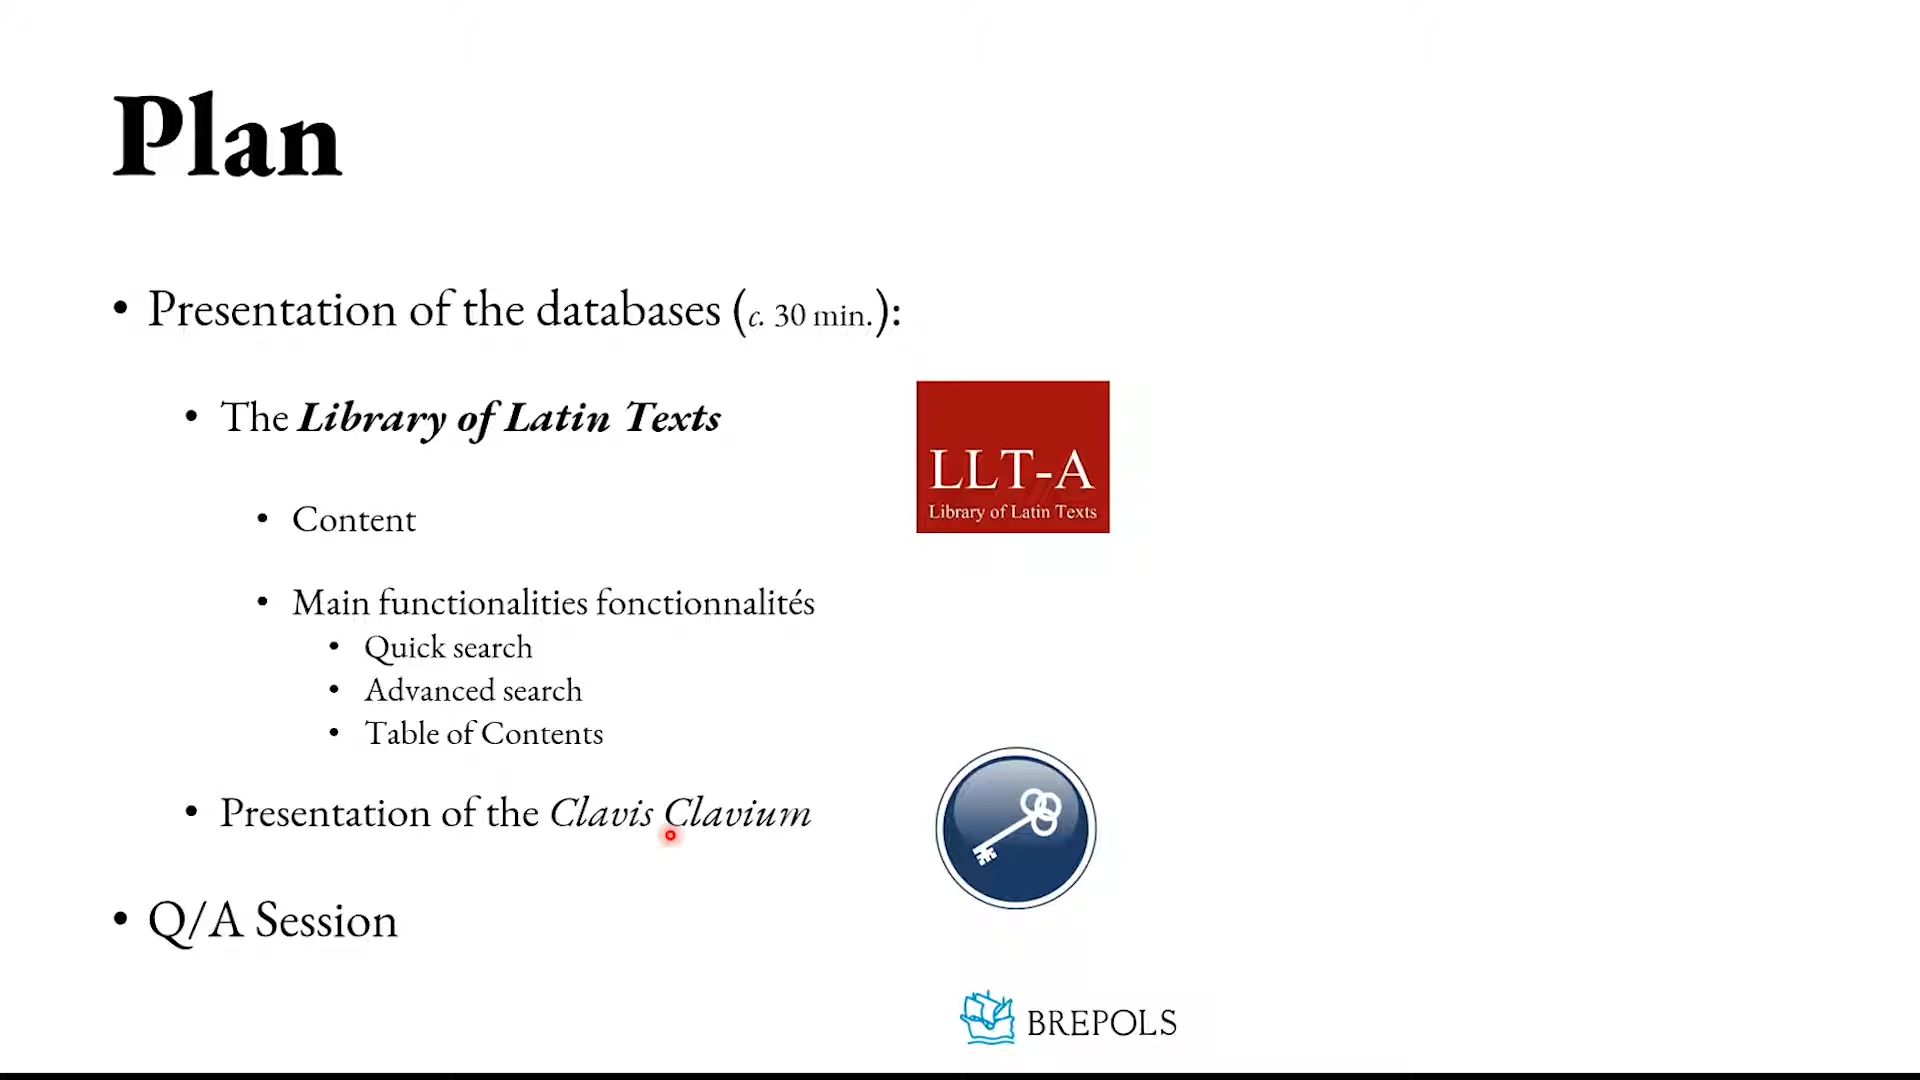 Plan
• Presentation of the databases (c. 30 min.):
• The Library of Latin Texts
LLT-A
Library of Latin Texts
• Content
• Main functionalities fonctionnalités
• Quick search
• Advanced search
• Table of Contents
• Presentation of the Clavis Clavium
• Q/A Session
BREPOLS